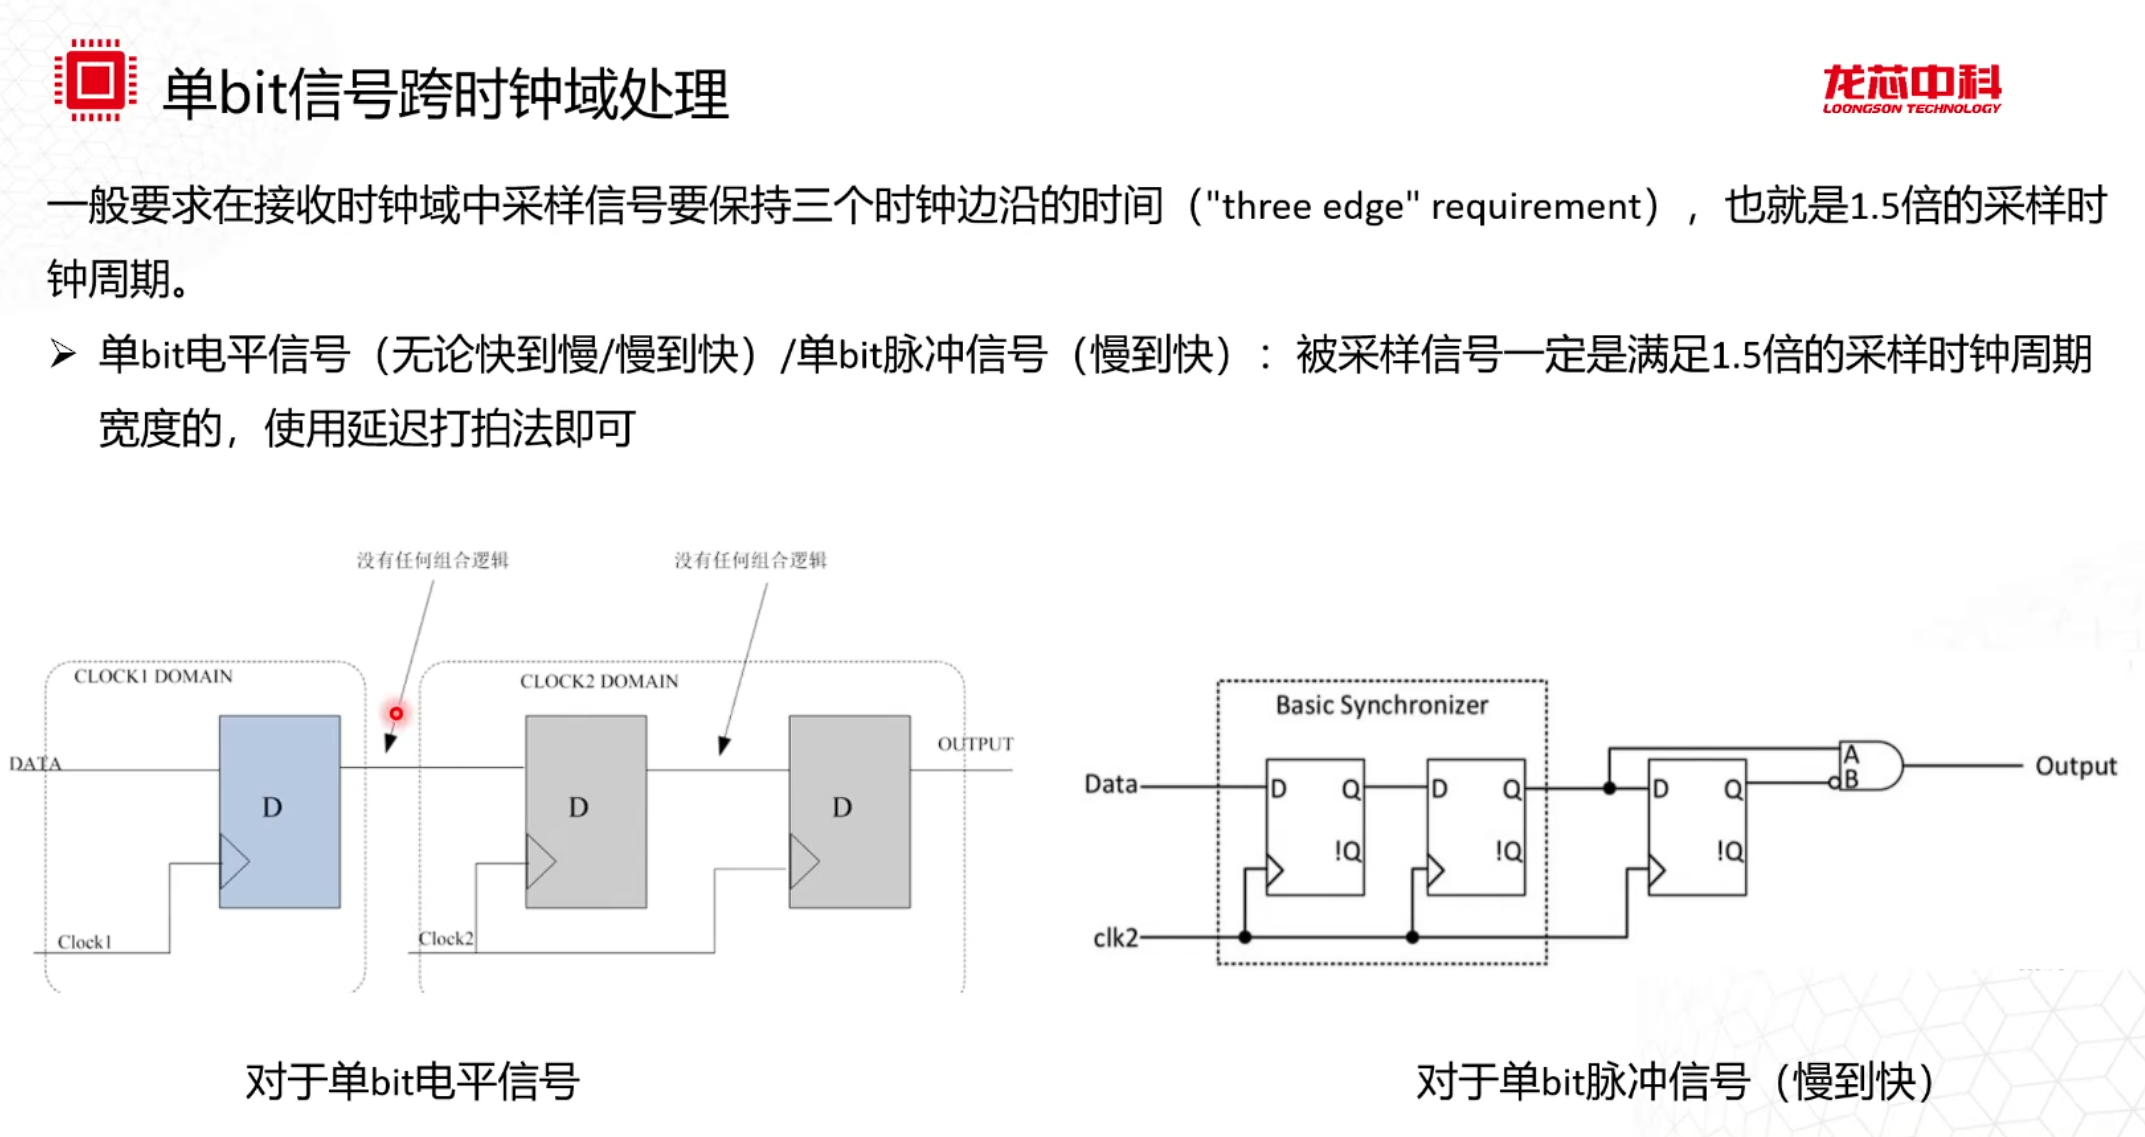 单bit信号跨时钟域处理
龙芯中科
LOONGSON TECHNOLOGY
一般要求在接收时钟域中采样信号要保持三个时钟边沿的时间（"three edge" requirement），也就是1.5倍的采样时
钟周期。
➢ 单bit电平信号（无论快到慢/慢到快）/单bit脉冲信号（慢到快）：被采样信号一定是满足1.5倍的采样时钟周期
宽度的，使用延迟打拍法即可
没有任何组合逻辑
没有任何组合逻辑
CLOCK1 DOMAIN
CLOCK2 DOMAIN
DATA
D
D
D
OUTPUT
Clock1
Clock2
Basic Synchronizer
Data
D
Q
!Q
D
Q
!Q
D
Q
!Q
A
B
Output
clk2
对于单bit电平信号
对于单bit脉冲信号（慢到快）